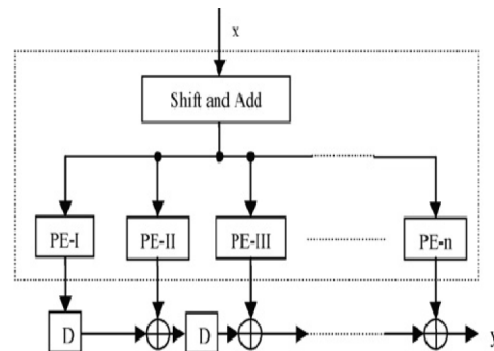 x
Shift and Add
PE-I
PE-II
PE-III
PE-n
D
D
y